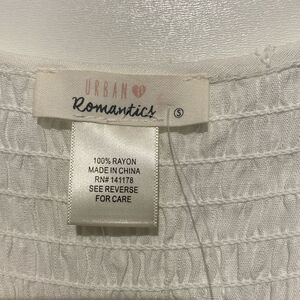 URBAN
Romantics
S
100% RAYON
MADE IN CHINA
RN# 141178
SEE REVERSE
FOR CARE